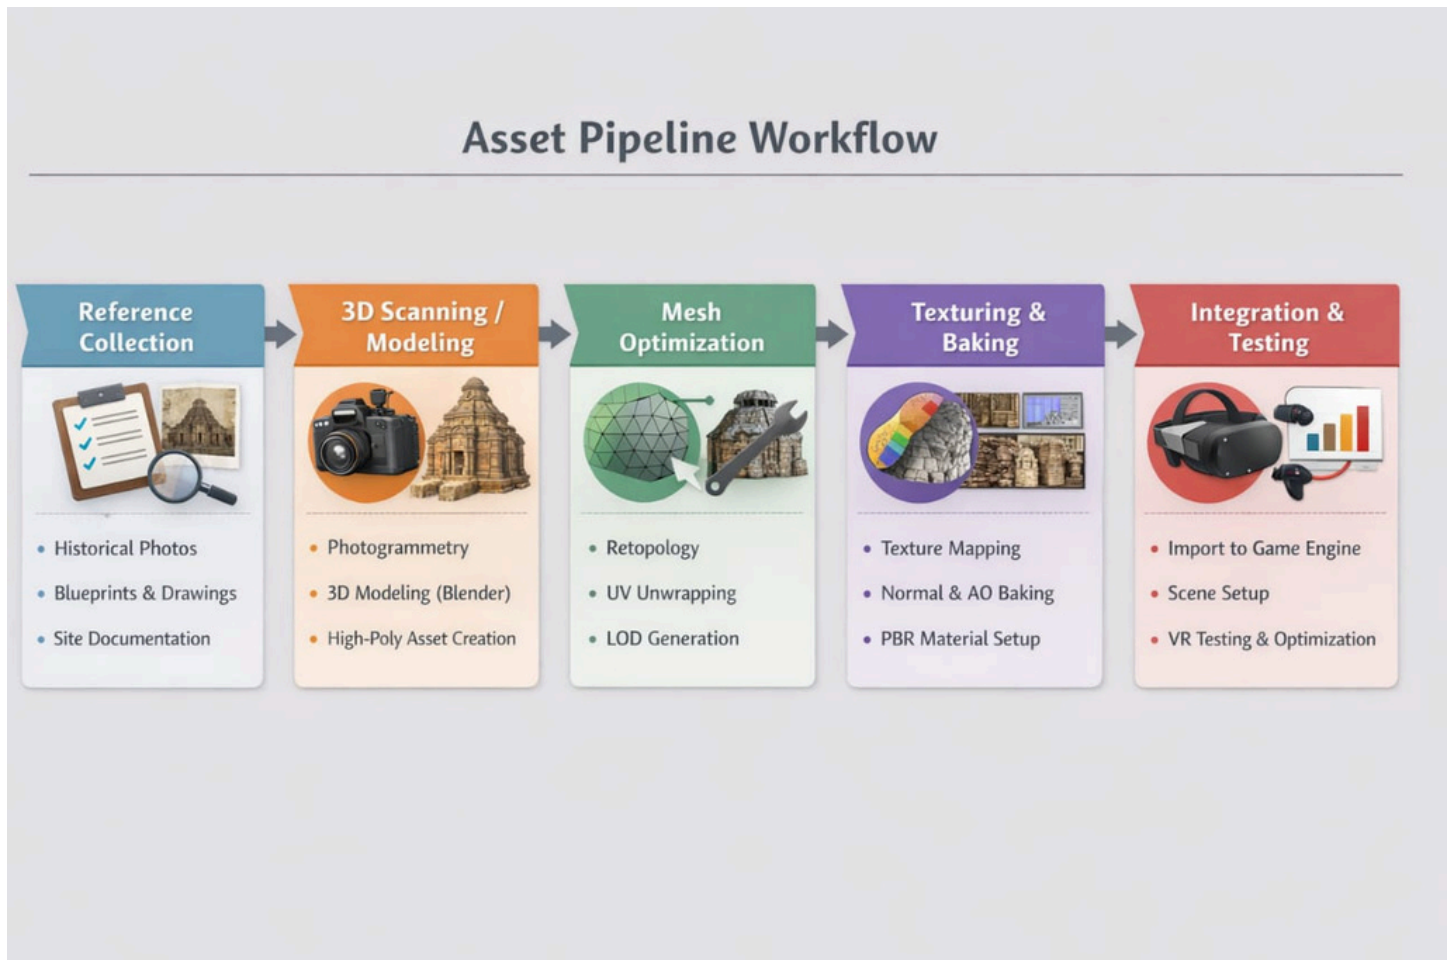 Asset Pipeline Workflow
Reference
Collection
Historical Photos
Blueprints & Drawings
Site Documentation
3D Scanning /
Modeling
Photogrammetry
3D Modeling (Blender)
High-Poly Asset Creation
Mesh
Optimization
Retopology
UV Unwrapping
LOD Generation
Texturing &
Baking
Texture Mapping
Normal & AO Baking
PBR Material Setup
Integration &
Testing
Import to Game Engine
Scene Setup
VR Testing & Optimization